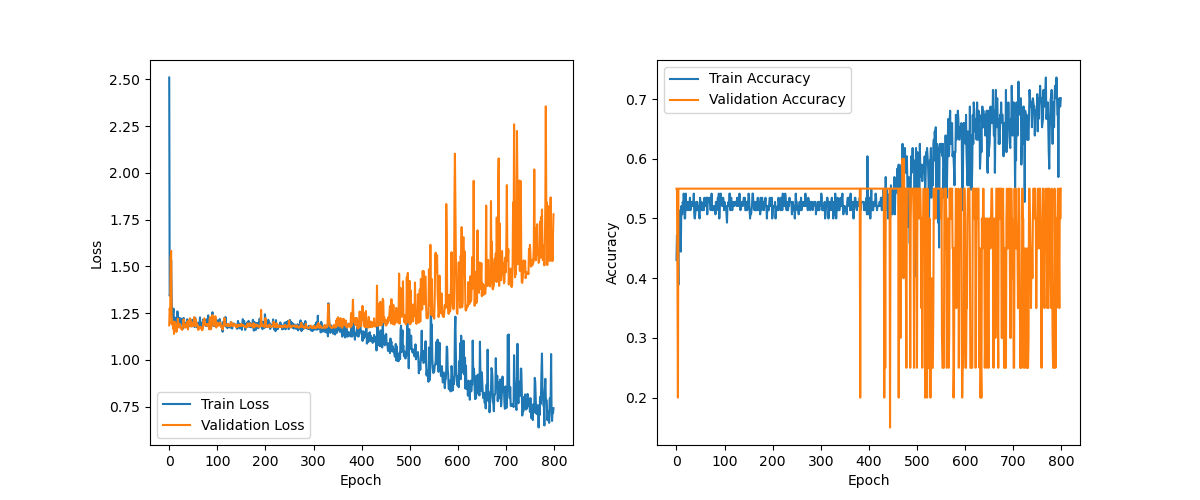 2.50
2.25
2.00
1.75
1.50
1.25
1.00
0.75
Loss
Train Loss
Validation Loss
0 100 200 300 400 500 600 700 800
Epoch
Train Accuracy
Validation Accuracy
0.7
0.6
0.5
0.4
0.3
0.2
Accuracy
0 100 200 300 400 500 600 700 800
Epoch